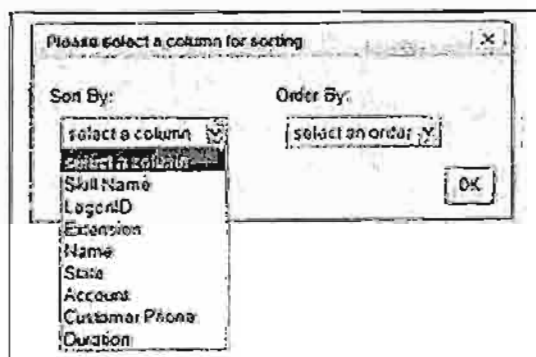 Please select a column for sorting
Sort By:
Order By:
select a column
select an order
select a column
Skill Name
LogonID
OK
Extension
Name
State
Account
Customer Phone
Duration